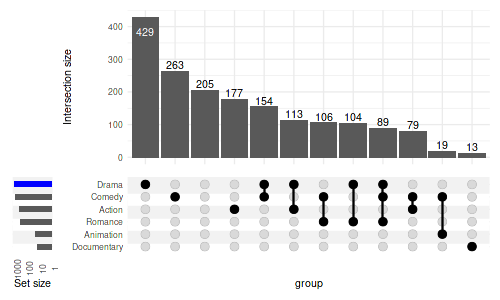 Intersection size
400
300
200
100
0
429
263
205
177
154
113
106
104
89
79
19
13
Drama
Comedy
Action
Romance
Animation
Documentary
1000
100
10
1
Set size
group